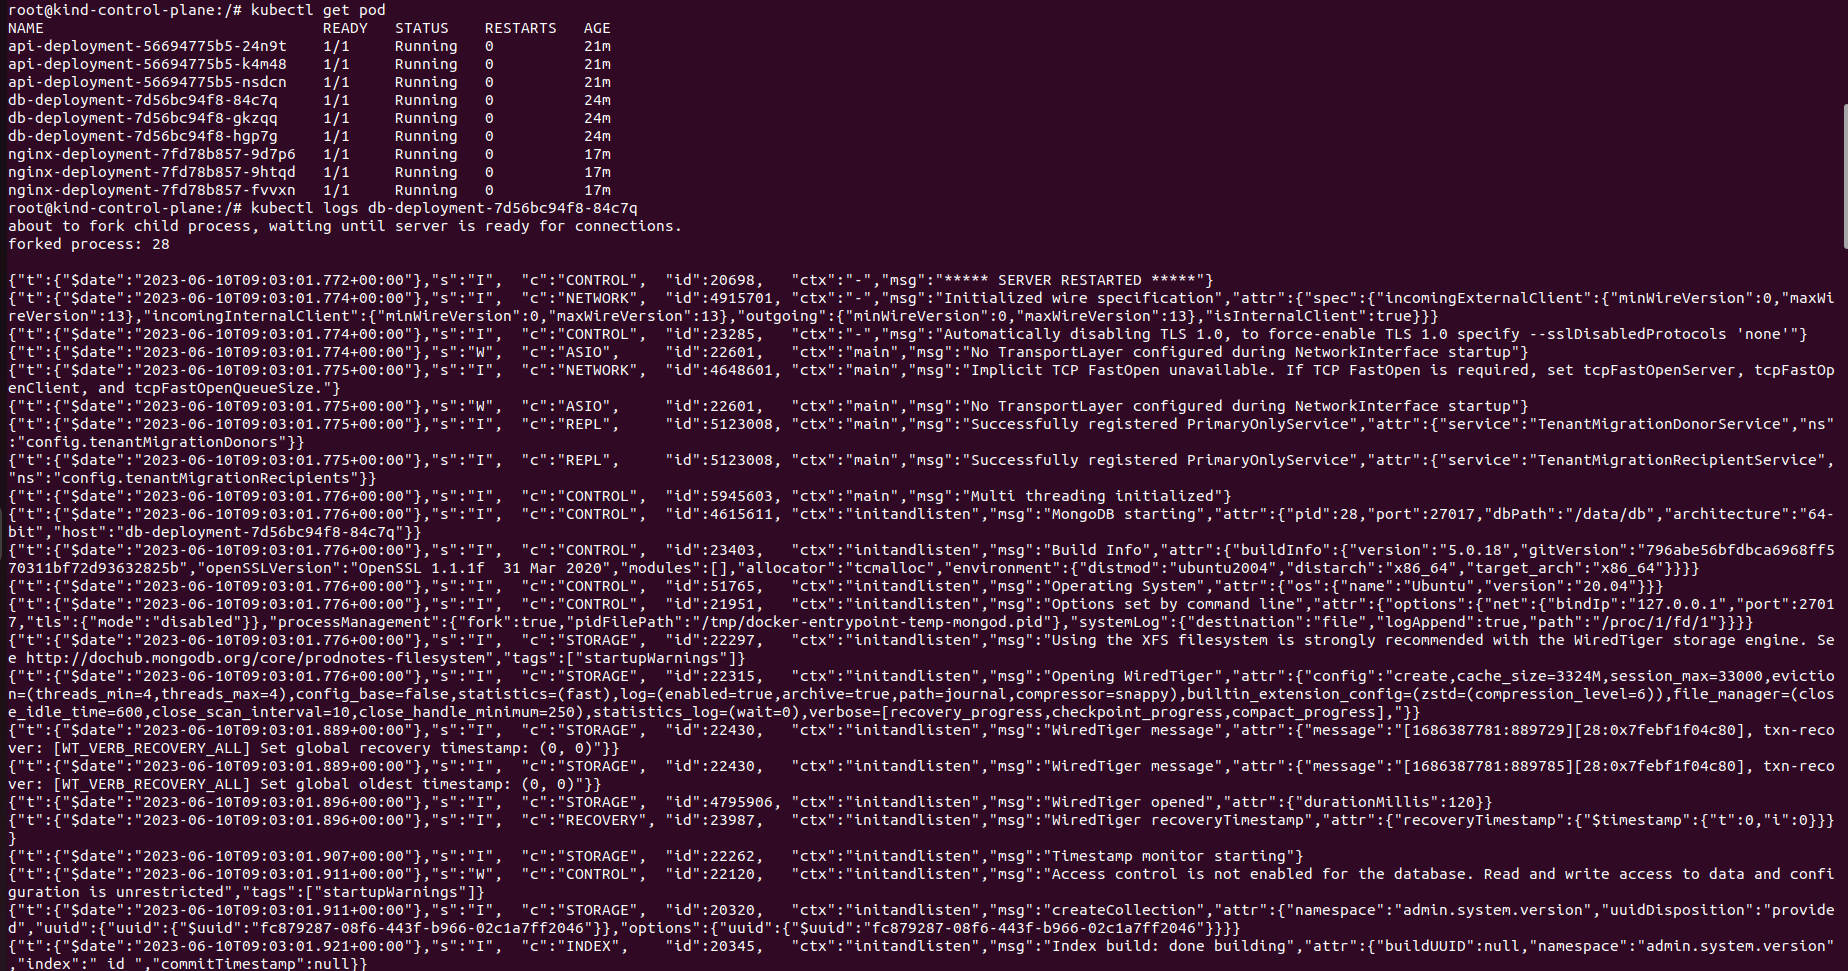 root@kind-control-plane:/# kubectl get pod
NAME                               READY   STATUS    RESTARTS   AGE
api-deployment-56694775b5-24n9t    1/1     Running   0          21m
api-deployment-56694775b5-k4m48    1/1     Running   0          21m
api-deployment-56694775b5-nsdcn    1/1     Running   0          21m
db-deployment-7d56bc94f8-84c7q     1/1     Running   0          24m
db-deployment-7d56bc94f8-gkzqq     1/1     Running   0          24m
db-deployment-7d56bc94f8-hgp7g     1/1     Running   0          24m
nginx-deployment-7fd78b857-9d7p6   1/1     Running   0          17m
nginx-deployment-7fd78b857-9htqd   1/1     Running   0          17m
nginx-deployment-7fd78b857-fvvxn   1/1     Running   0          17m
root@kind-control-plane:/# kubectl logs db-deployment-7d56bc94f8-84c7q
about to fork child process, waiting until server is ready for connections.
forked process: 28

{"t":{"$date":"2023-06-10T09:03:01.772+00:00"},"s":"I",  "c":"CONTROL",  "id":20698,   "ctx":"-","msg":"***** SERVER RESTARTED *****"}
{"t":{"$date":"2023-06-10T09:03:01.774+00:00"},"s":"I",  "c":"NETWORK",  "id":4915701, "ctx":"-","msg":"Initialized wire specification","attr":{"spec":{"incomingExternalClient":{"minWireVersion":0,"maxW
ireVersion":13},"incomingInternalClient":{"minWireVersion":0,"maxWireVersion":13},"outgoing":{"minWireVersion":0,"maxWireVersion":13},"isInternalClient":true}}}
{"t":{"$date":"2023-06-10T09:03:01.774+00:00"},"s":"I",  "c":"CONTROL",  "id":23285,   "ctx":"-","msg":"Automatically disabling TLS 1.0, to force-enable TLS 1.0 specify --sslDisabledProtocols 'none'"}
{"t":{"$date":"2023-06-10T09:03:01.774+00:00"},"s":"W",  "c":"ASIO",     "id":22601,   "ctx":"main","msg":"No TransportLayer configured during NetworkInterface startup"}
{"t":{"$date":"2023-06-10T09:03:01.775+00:00"},"s":"I",  "c":"NETWORK",  "id":4648601, "ctx":"main","msg":"Implicit TCP FastOpen unavailable. If TCP FastOpen is required, set tcpFastOpenServer, tcpFastOp
enClient, and tcpFastOpenQueueSize."}
{"t":{"$date":"2023-06-10T09:03:01.775+00:00"},"s":"W",  "c":"ASIO",     "id":22601,   "ctx":"main","msg":"No TransportLayer configured during NetworkInterface startup"}
{"t":{"$date":"2023-06-10T09:03:01.775+00:00"},"s":"I",  "c":"REPL",     "id":5123008, "ctx":"main","msg":"Successfully registered PrimaryOnlyService","attr":{"service":"TenantMigrationDonorService","ns"
:"config.tenantMigrationDonors"}}
{"t":{"$date":"2023-06-10T09:03:01.775+00:00"},"s":"I",  "c":"REPL",     "id":5123008, "ctx":"main","msg":"Successfully registered PrimaryOnlyService","attr":{"service":"TenantMigrationRecipientService",
"ns":"config.tenantMigrationRecipients"}}
{"t":{"$date":"2023-06-10T09:03:01.776+00:00"},"s":"I",  "c":"CONTROL",  "id":5945603, "ctx":"main","msg":"Multi threading initialized"}
{"t":{"$date":"2023-06-10T09:03:01.776+00:00"},"s":"I",  "c":"CONTROL",  "id":4615611, "ctx":"initandlisten","msg":"MongoDB starting","attr":{"pid":28,"port":27017,"dbPath":"/data/db","architecture":"64-
bit","host":"db-deployment-7d56bc94f8-84c7q"}}
{"t":{"$date":"2023-06-10T09:03:01.776+00:00"},"s":"I",  "c":"CONTROL",  "id":23403,   "ctx":"initandlisten","msg":"Build Info","attr":{"buildInfo":{"version":"5.0.18","gitVersion":"796abe56bfdbca6968ff5
70311bf72d93632825b","openSSLVersion":"OpenSSL 1.1.1f  31 Mar 2020","modules":[],"allocator":"tcmalloc","environment":{"distmod":"ubuntu2004","distarch":"x86_64","target_arch":"x86_64"}}}}
{"t":{"$date":"2023-06-10T09:03:01.776+00:00"},"s":"I",  "c":"CONTROL",  "id":51765,   "ctx":"initandlisten","msg":"Operating System","attr":{"os":{"name":"Ubuntu","version":"20.04"}}}
{"t":{"$date":"2023-06-10T09:03:01.776+00:00"},"s":"I",  "c":"CONTROL",  "id":21951,   "ctx":"initandlisten","msg":"Options set by command line","attr":{"options":{"net":{"bindIp":"127.0.0.1","port":2701
7,"tls":{"mode":"disabled"}},"processManagement":{"fork":true,"pidFilePath":"/tmp/docker-entrypoint-temp-mongod.pid"},"systemLog":{"destination":"file","logAppend":true,"path":"/proc/1/fd/1"}}}}
{"t":{"$date":"2023-06-10T09:03:01.776+00:00"},"s":"I",  "c":"STORAGE",  "id":22297,   "ctx":"initandlisten","msg":"Using the XFS filesystem is strongly recommended with the WiredTiger storage engine. Se
e http://dochub.mongodb.org/core/prodnotes-filesystem","tags":["startupWarnings"]}
{"t":{"$date":"2023-06-10T09:03:01.776+00:00"},"s":"I",  "c":"STORAGE",  "id":22315,   "ctx":"initandlisten","msg":"Opening WiredTiger","attr":{"config":"create,cache_size=3324M,session_max=33000,evictio
n=(threads_min=4,threads_max=4),config_base=false,statistics=(fast),log=(enabled=true,archive=true,path=journal,compressor=snappy),builtin_extension_config=(zstd=(compression_level=6)),file_manager=(clos
e_idle_time=600,close_scan_interval=10,close_handle_minimum=250),statistics_log=(wait=0),verbose=[recovery_progress,checkpoint_progress,compact_progress],"}}
{"t":{"$date":"2023-06-10T09:03:01.889+00:00"},"s":"I",  "c":"STORAGE",  "id":22430,   "ctx":"initandlisten","msg":"WiredTiger message","attr":{"message":"[1686387781:889729][28:0x7febf1f04c80], txn-reco
ver: [WT_VERB_RECOVERY_ALL] Set global recovery timestamp: (0, 0)"}}
{"t":{"$date":"2023-06-10T09:03:01.889+00:00"},"s":"I",  "c":"STORAGE",  "id":22430,   "ctx":"initandlisten","msg":"WiredTiger message","attr":{"message":"[1686387781:889785][28:0x7febf1f04c80], txn-reco
ver: [WT_VERB_RECOVERY_ALL] Set global oldest timestamp: (0, 0)"}}
{"t":{"$date":"2023-06-10T09:03:01.896+00:00"},"s":"I",  "c":"STORAGE",  "id":4795906, "ctx":"initandlisten","msg":"WiredTiger opened","attr":{"durationMillis":120}}
{"t":{"$date":"2023-06-10T09:03:01.896+00:00"},"s":"I",  "c":"RECOVERY", "id":23987,   "ctx":"initandlisten","msg":"WiredTiger recoveryTimestamp","attr":{"recoveryTimestamp":{"$timestamp":{"t":0,"i":0}}}
}
{"t":{"$date":"2023-06-10T09:03:01.907+00:00"},"s":"I",  "c":"STORAGE",  "id":22262,   "ctx":"initandlisten","msg":"Timestamp monitor starting"}
{"t":{"$date":"2023-06-10T09:03:01.911+00:00"},"s":"W",  "c":"CONTROL",  "id":22120,   "ctx":"initandlisten","msg":"Access control is not enabled for the database. Read and write access to data and confi
guration is unrestricted","tags":["startupWarnings"]}
{"t":{"$date":"2023-06-10T09:03:01.911+00:00"},"s":"I",  "c":"STORAGE",  "id":20320,   "ctx":"initandlisten","msg":"createCollection","attr":{"namespace":"admin.system.version","uuidDisposition":"provide
d","uuid":{"uuid":{"$uuid":"fc879287-08f6-443f-b966-02c1a7ff2046"}},"options":{"uuid":{"$uuid":"fc879287-08f6-443f-b966-02c1a7ff2046"}}}}
{"t":{"$date":"2023-06-10T09:03:01.921+00:00"},"s":"I",  "c":"INDEX",    "id":20345,   "ctx":"initandlisten","msg":"Index build: done building","attr":{"buildUUID":null,"namespace":"admin.system.version"
,"index":"_id_","commitTimestamp":null}}